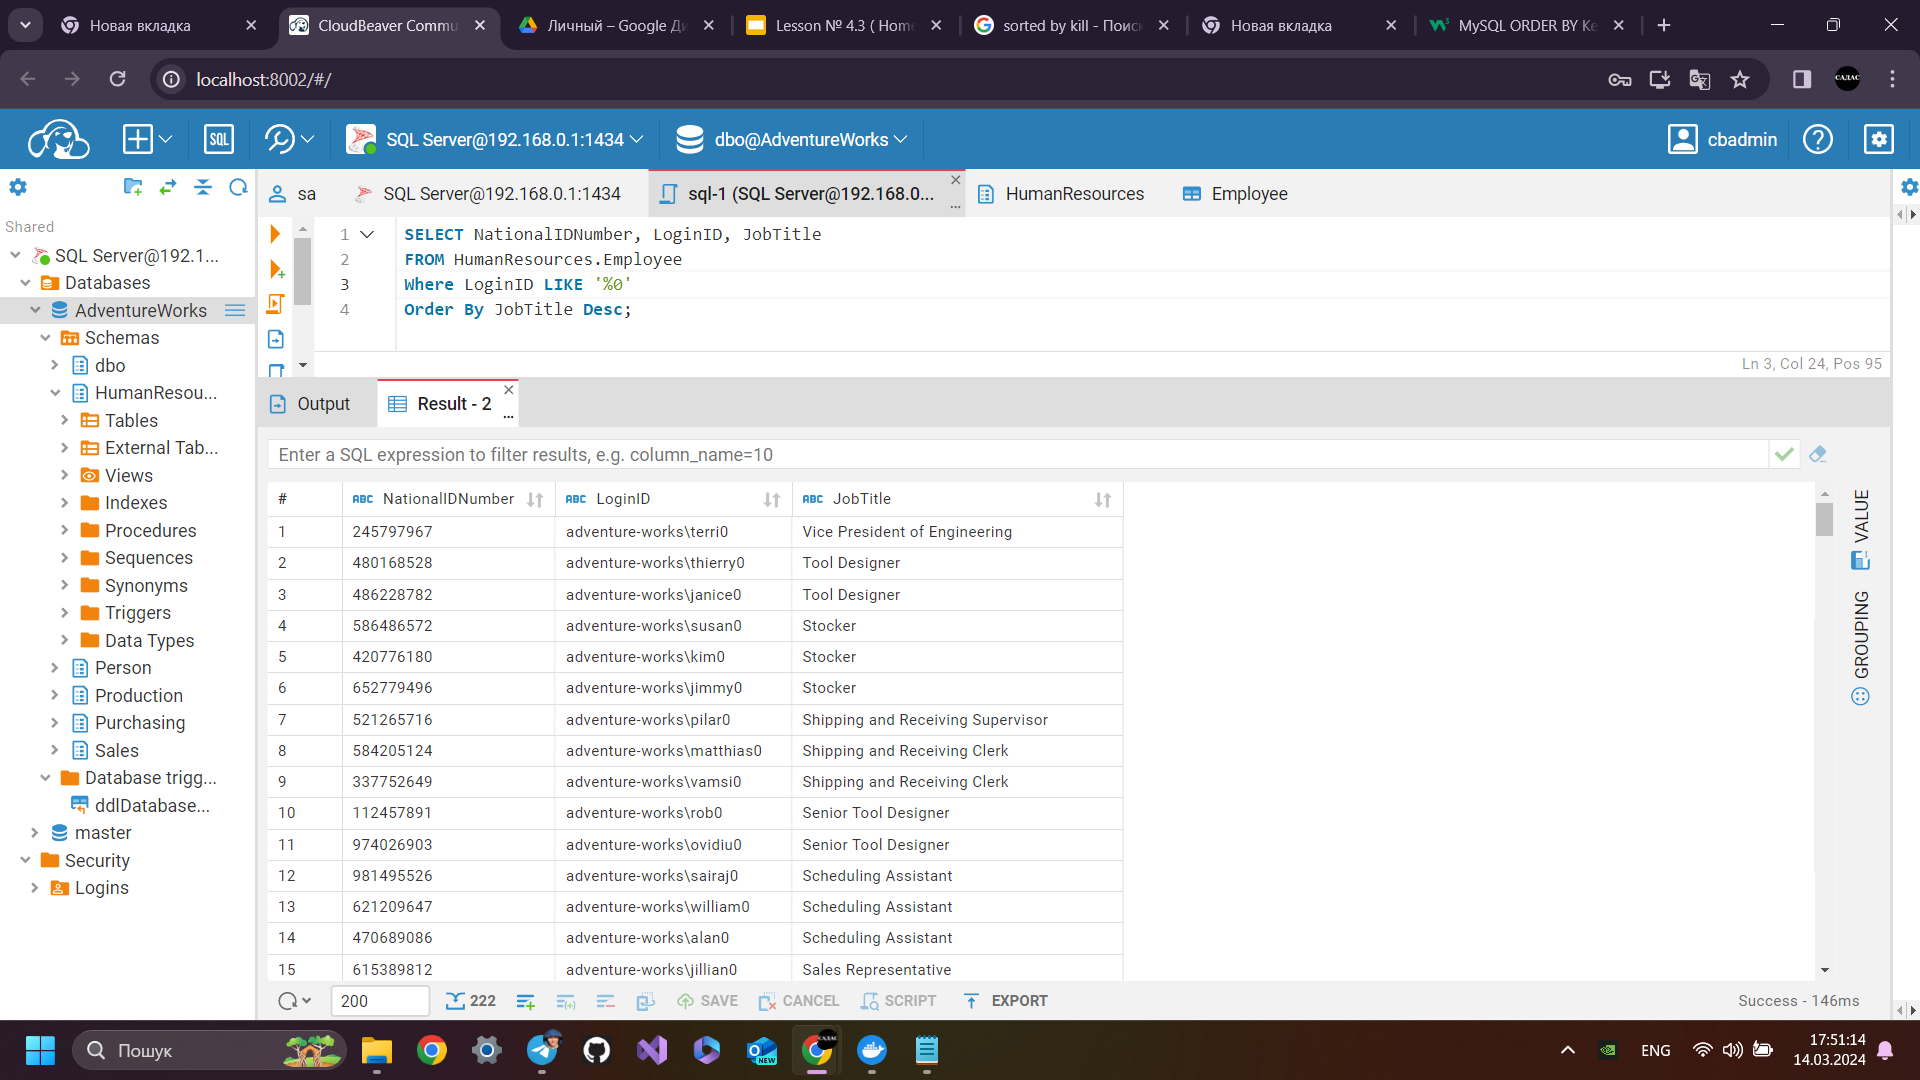 Новая вкладка
CloudBeaver Commu
Личный – Google Ди
Lesson № 4.3 ( Home
sorted by kill - Поиск
Новая вкладка
MySQL ORDER BY Ke
localhost:8002/#/
САДАС
SQL
SQL Server@192.168.0.1:1434
dbo@AdventureWorks
cbadmin
Shared
SQL Server@192.1...
Databases
AdventureWorks
Schemas
dbo
HumanResou...
Tables
External Tab...
Views
Indexes
Procedures
Sequences
Synonyms
Triggers
Data Types
Person
Production
Purchasing
Sales
Database trigg...
ddlDatabase...
master
Security
Logins
sa
SQL Server@192.168.0.1:1434
sql-1 (SQL Server@192.168.0...
HumanResources
Employee
1 SELECT NationalIDNumber, LoginID, JobTitle
2 FROM HumanResources.Employee
3 Where LoginID LIKE '%0'
4 Order By JobTitle Desc;
Ln 3, Col 24, Pos 95
Output
Result - 2
Enter a SQL expression to filter results, e.g. column_name=10
# ABC NationalIDNumber ABC LoginID ABC JobTitle
1 245797967 adventure-works\terri0 Vice President of Engineering
2 480168528 adventure-works\thierry0 Tool Designer
3 486228782 adventure-works\janice0 Tool Designer
4 586486572 adventure-works\susan0 Stocker
5 420776180 adventure-works\kim0 Stocker
6 652779496 adventure-works\jimmy0 Stocker
7 521265716 adventure-works\pilar0 Shipping and Receiving Supervisor
8 584205124 adventure-works\matthias0 Shipping and Receiving Clerk
9 337752649 adventure-works\vamsi0 Shipping and Receiving Clerk
10 112457891 adventure-works\rob0 Senior Tool Designer
11 974026903 adventure-works\ovidiu0 Senior Tool Designer
12 981495526 adventure-works\sairaj0 Scheduling Assistant
13 621209647 adventure-works\william0 Scheduling Assistant
14 470689086 adventure-works\alan0 Scheduling Assistant
15 615389812 adventure-works\jillian0 Sales Representative
VALUE
GROUPING
200
222
SAVE
CANCEL
SCRIPT
EXPORT
Success - 146ms
Пошук
NEW
САДАС
ENG
17:51:14
14.03.2024